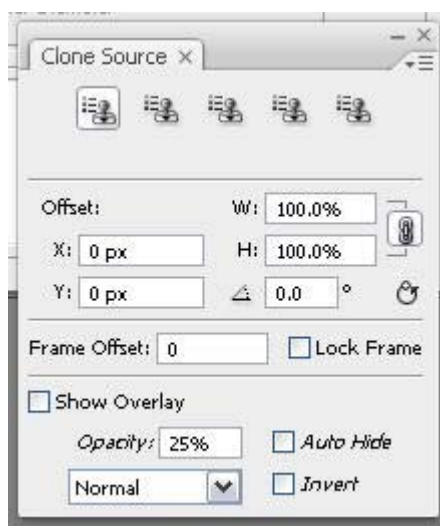 Clone Source
Offset: W: 100.0%
X: 0 px H: 100.0%
Y: 0 px 0.0 °
Frame Offset: 0 Lock Frame
Show Overlay
Opacity: 25% Auto Hide
Normal Invert